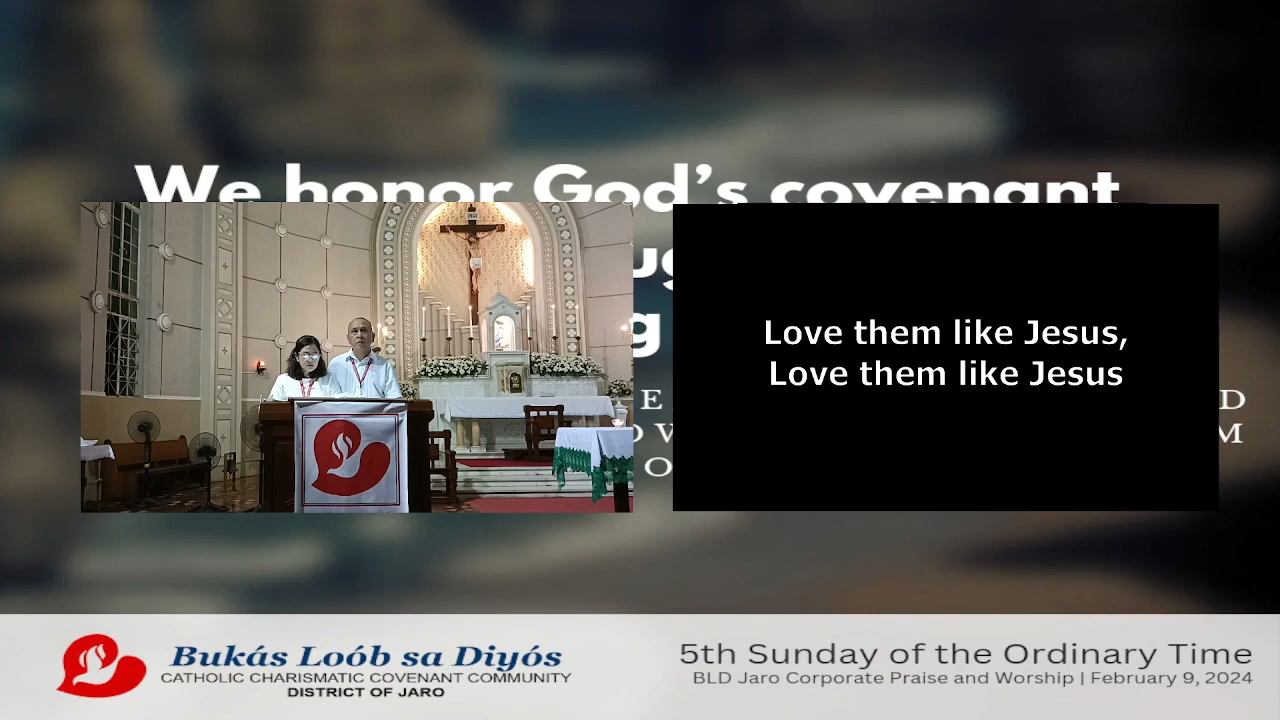 We honor God's covenant
Love them like Jesus,
Love them like Jesus
Bukás Loób sa Diyós
CATHOLIC CHARISMATIC COVENANT COMMUNITY
DISTRICT OF JARO
5th Sunday of the Ordinary Time
BLD Jaro Corporate Praise and Worship | February 9, 2024